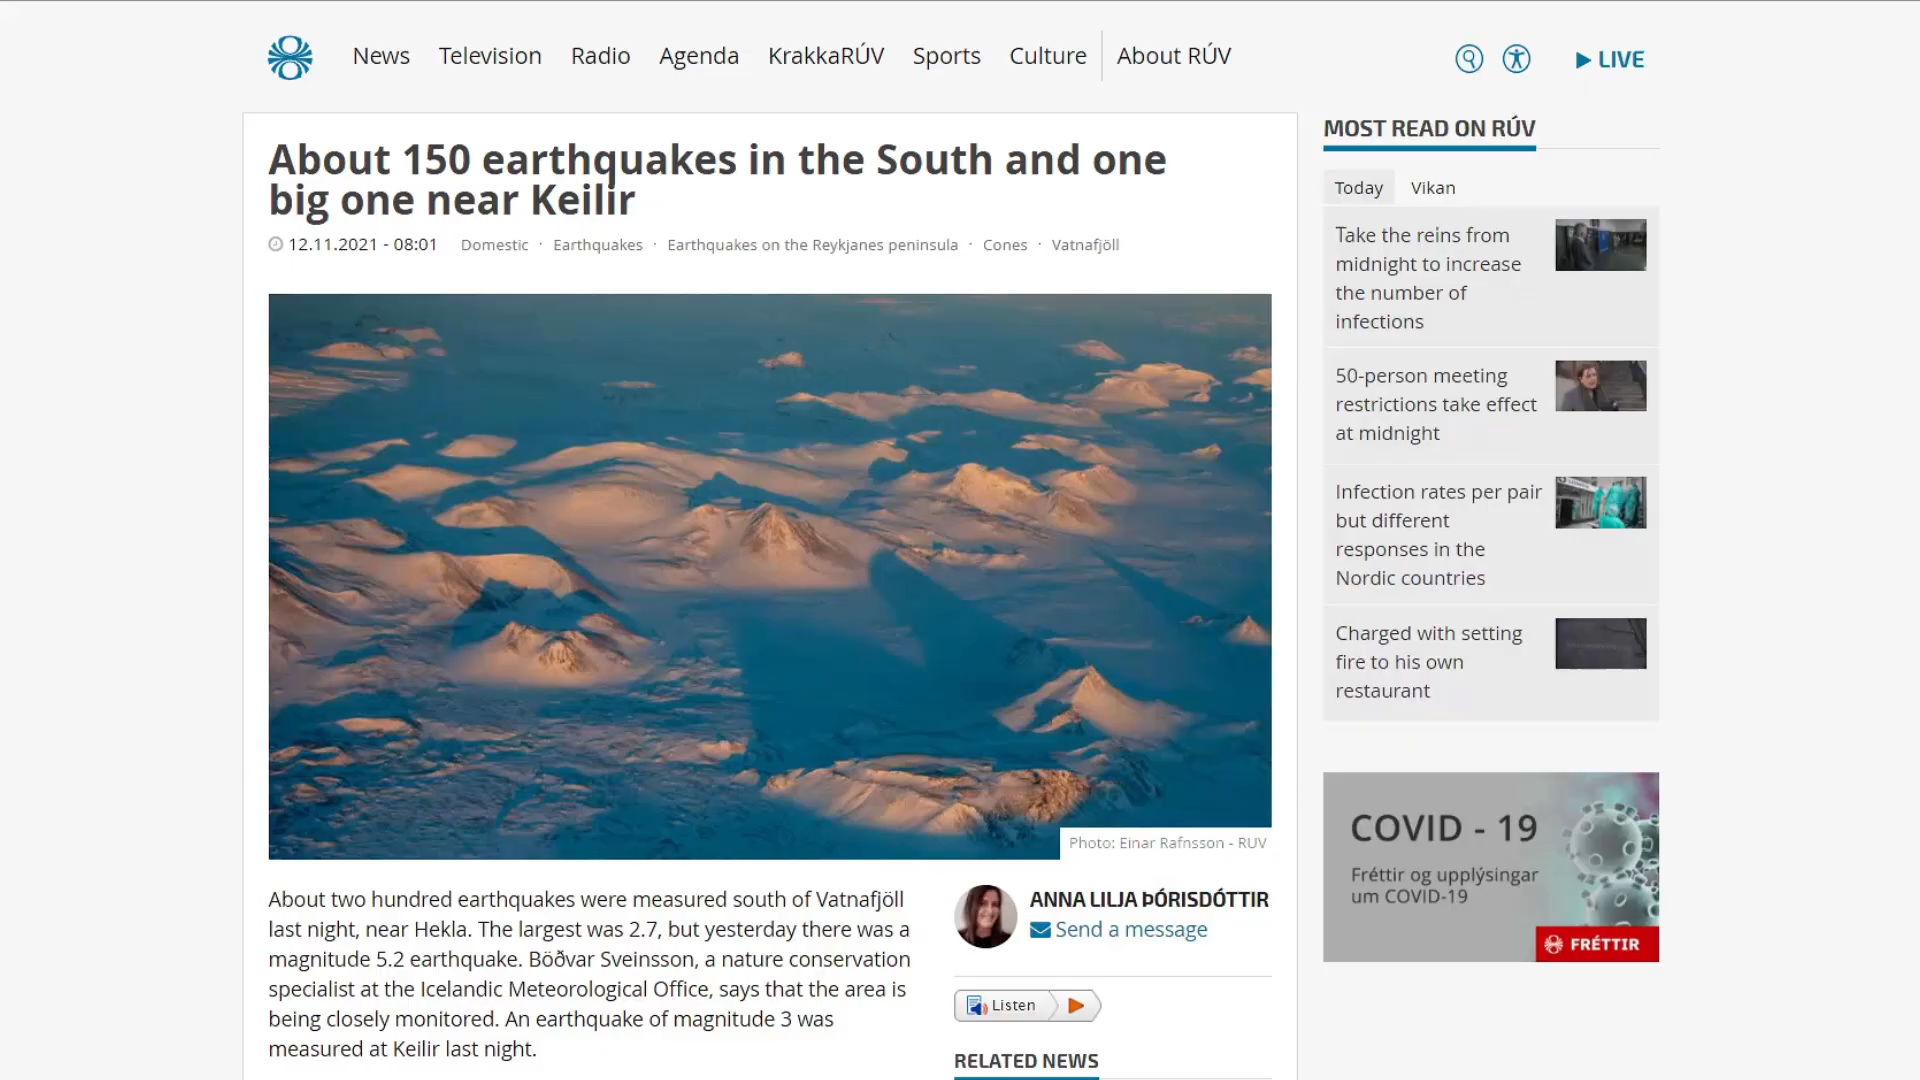 News Television Radio Agenda KrakkaRÚV Sports Culture About RÚV
LIVE
About 150 earthquakes in the South and one
big one near Keilir
12.11.2021 - 08:01 Domestic · Earthquakes · Earthquakes on the Reykjanes peninsula · Cones · Vatnafjöll
Photo: Einar Rafnsson - RUV
About two hundred earthquakes were measured south of Vatnafjöll
last night, near Hekla. The largest was 2.7, but yesterday there was a
magnitude 5.2 earthquake. Böðvar Sveinsson, a nature conservation
specialist at the Icelandic Meteorological Office, says that the area is
being closely monitored. An earthquake of magnitude 3 was
measured at Keilir last night.
ANNA LILJA ÞÓRISDÓTTIR
Send a message
Listen
RELATED NEWS
MOST READ ON RÚV
Today Vikan
Take the reins from
midnight to increase
the number of
infections
50-person meeting
restrictions take effect
at midnight
Infection rates per pair
but different
responses in the
Nordic countries
Charged with setting
fire to his own
restaurant
COVID - 19
Fréttir og upplýsingar
um COVID-19
FRÉTTIR